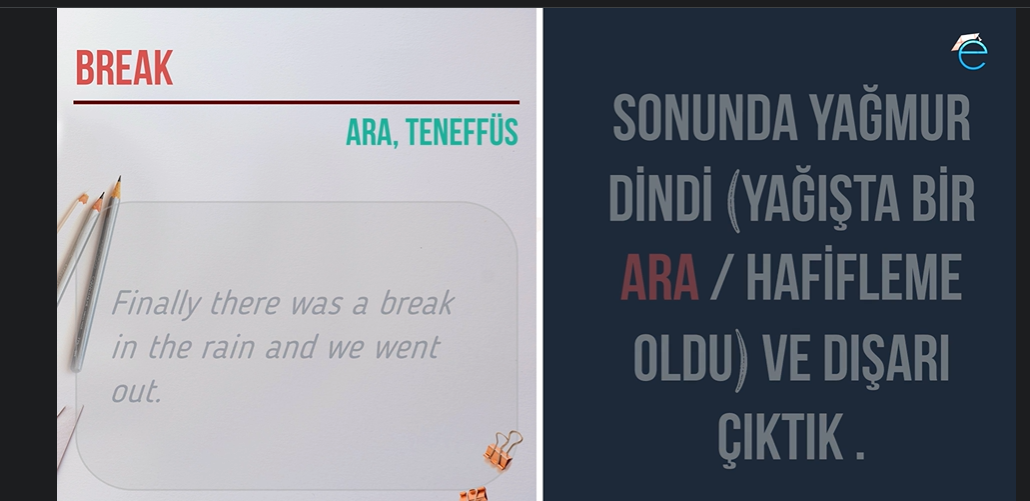 BREAK
ARA, TENEFFÜS
Finally there was a break
in the rain and we went
out.
e
SONUNDA YAĞMUR
DİNDİ (YAĞIŞTA BİR
ARA / HAFİFLEME
OLDU) VE DIŞARI
ÇIKTIK .